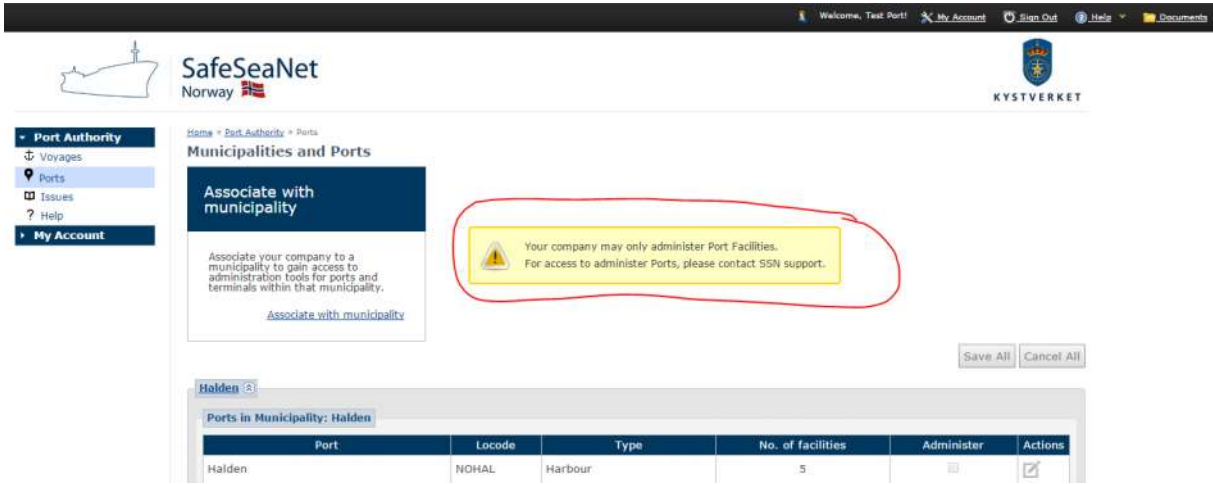 Welcome, Test Port! My Account Sign Out Help Documents
SafeSeaNet
Norway
KYSTVERKET
Port Authority
Voyages
Ports
Issues
? Help
My Account
Home » Port Authority » Ports
Municipalities and Ports
Associate with
municipality
Associate your company to a
municipality to gain access to
administration tools for ports and
terminals within that municipality.
Associate with municipality
Your company may only administer Port Facilities.
For access to administer Ports, please contact SSN support.
Save All Cancel All
Halden
Ports in Municipality: Halden
Port Locode Type No. of facilities Administer Actions
Halden NOHAL Harbour 5